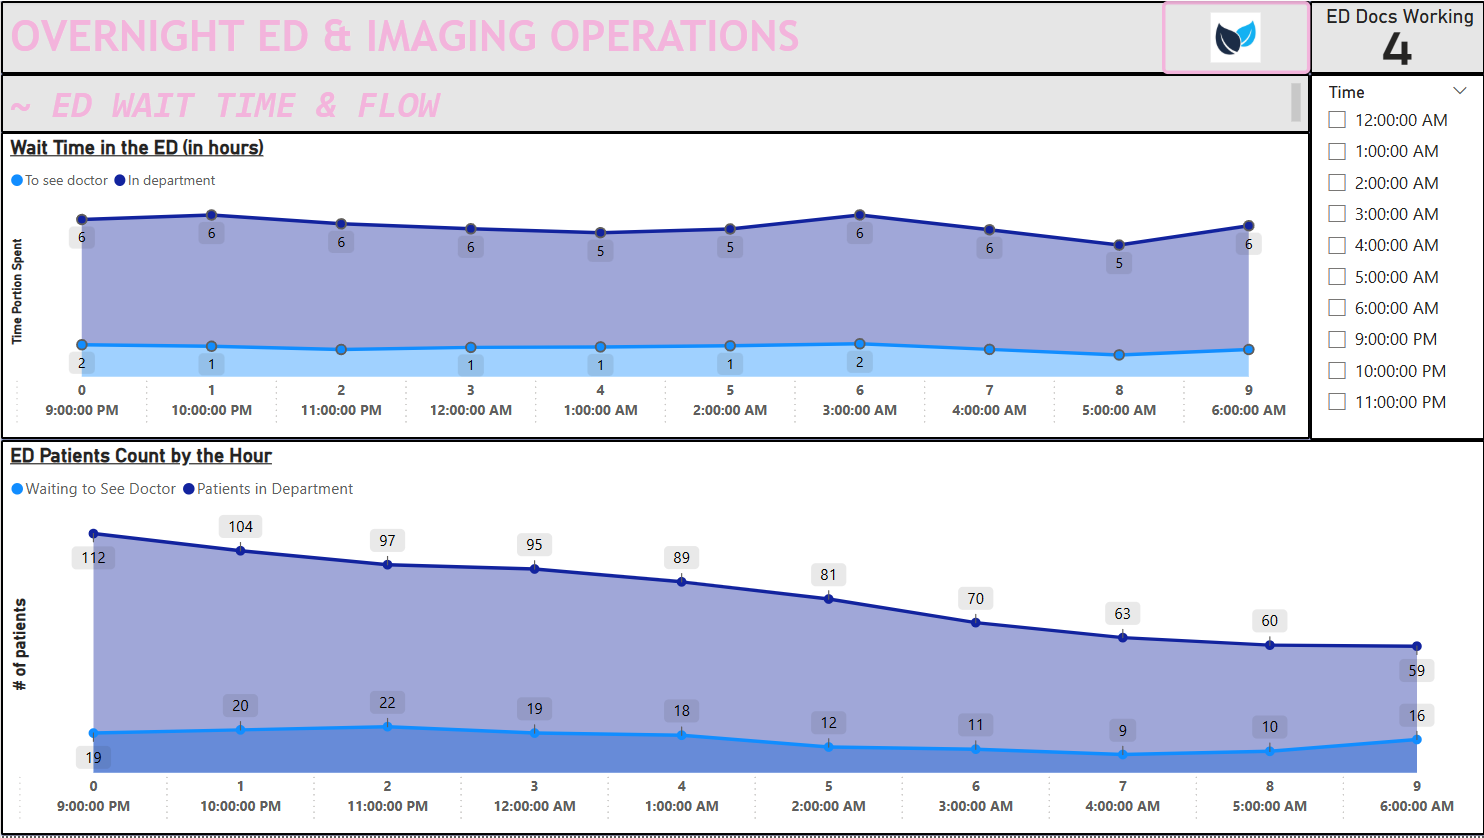 OVERNIGHT ED & IMAGING OPERATIONS
ED Docs Working
4
~ ED WAIT TIME & FLOW
Time
12:00:00 AM
1:00:00 AM
2:00:00 AM
3:00:00 AM
4:00:00 AM
5:00:00 AM
6:00:00 AM
9:00:00 PM
10:00:00 PM
11:00:00 PM
Wait Time in the ED (in hours)
To see doctor In department
Time Portion Spent
6 6 6 6 5 5 6 6 5 6
2 1 1 1 1 2
0 1 2 3 4 5 6 7 8 9
9:00:00 PM 10:00:00 PM 11:00:00 PM 12:00:00 AM 1:00:00 AM 2:00:00 AM 3:00:00 AM 4:00:00 AM 5:00:00 AM 6:00:00 AM
ED Patients Count by the Hour
Waiting to See Doctor Patients in Department
# of patients
112 104 97 95 89 81 70 63 60 59
19 20 22 19 18 12 11 9 10 16
0 1 2 3 4 5 6 7 8 9
9:00:00 PM 10:00:00 PM 11:00:00 PM 12:00:00 AM 1:00:00 AM 2:00:00 AM 3:00:00 AM 4:00:00 AM 5:00:00 AM 6:00:00 AM